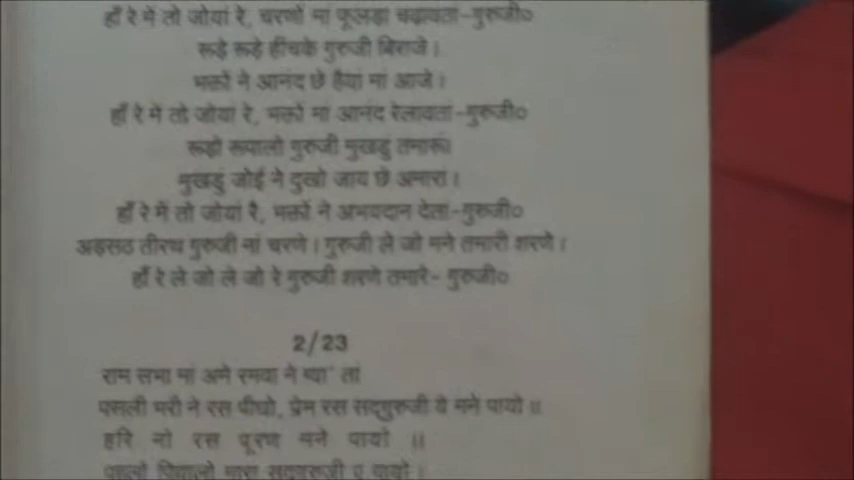 हाँ रे में तो जोयां रे, चरणों मां फूलड़ा चढ़ावता-गुरुजी०
रूड़े रूड़े हींचके गुरुजी बिराजे।
भक्तों ने आनंद छे हैया मां आजे।
हाँ रे में तो जोयां रे, भक्तों मां आनंद रेलावतां-गुरुजी०
रूड़ो रूपालो गुरुजी मुखडु तमारू
मुखडु जोई ने दुखो जाय छे अमारा।
हाँ रे में तो जोयां रे, भक्तों ने अभयदान देतां-गुरुजी०
अड़सठ तीरथ गुरुजी नां चरणे। गुरुजी ले जो मने तमारी शरणे।
हाँ रे ले जो ले जो रे गुरुजी शरणे तमारे- गुरुजी०
2/23
राम सभा मां अमे रमवा ने ग्या' तां
पसली भरी ने रस पीधो, प्रेम रस सद्गुरुजी ये मने पायो॥
हरि नो रस पूरण मने पायो ॥
पियालो मारा सद्गुरुजी ए पायो।